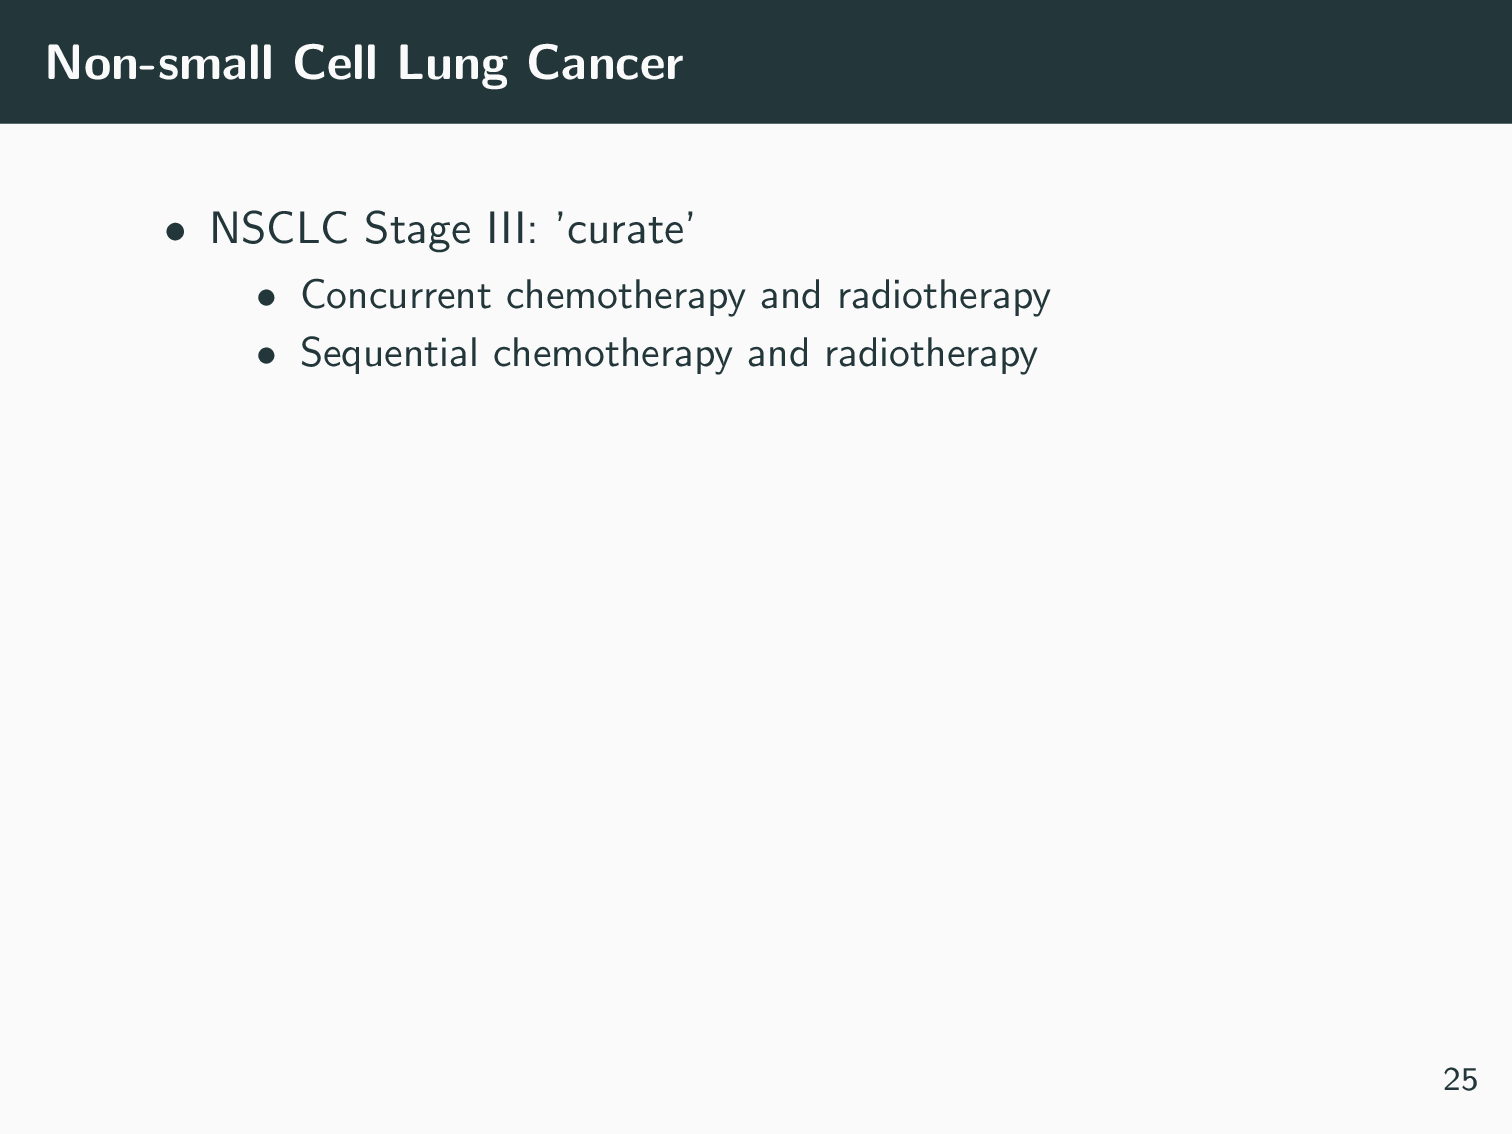 Non-small Cell Lung Cancer
• NSCLC Stage III: ’curate’
• Concurrent chemotherapy and radiotherapy
• Sequential chemotherapy and radiotherapy
25